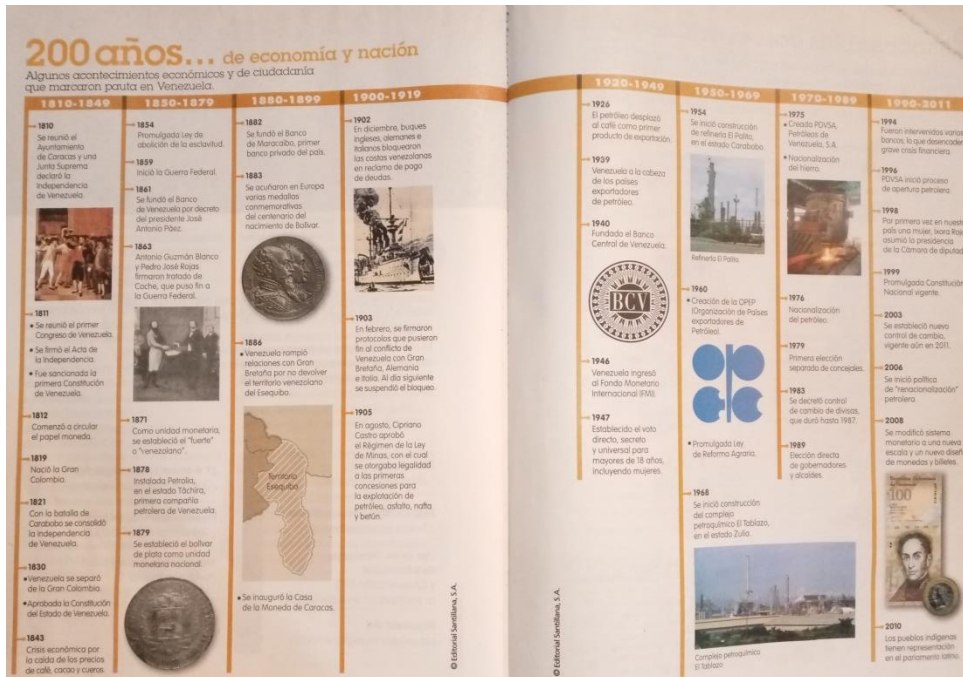 200 años... de economía y nación
Algunos acontecimientos económicos y de ciudadanía
que marcaron pauta en Venezuela.
1810-1849
1810
Se reunió el
Ayuntamiento
de Caracas y una
Junta Suprema
declaró la
Independencia
de Venezuela.
1811
• Se reunió el primer
Congreso de Venezuela.
• Se firmó el Acta de
la Independencia.
• Fue sancionada la
primera Constitución
de Venezuela.
1812
Comenzó a circular
el papel moneda.
1819
Nació la Gran
Colombia.
1821
Con la batalla de
Carabobo se consolidó
la independencia
de Venezuela.
1830
• Venezuela se separó
de la Gran Colombia.
• Aprobada la Constitución
del Estado de Venezuela.
1843
Crisis económica por
la caída de los precios
de café, cacao y cueros.
1850-1879
1854
Promulgada Ley de
abolición de la esclavitud.
1859
Inició la Guerra Federal.
1861
Se fundó el Banco
de Venezuela por decreto
del presidente José
Antonio Páez.
1863
Antonio Guzmán Blanco
y Pedro José Rojas
firmaron tratado de
Coche, que puso fin a
la Guerra Federal.
1871
Como unidad monetaria,
se estableció el "fuerte"
o "venezolano".
1878
Instalada Petrolia,
en el estado Táchira,
primera compañía
petrolera de Venezuela.
1879
Se estableció el bolívar
de plata como unidad
monetaria nacional.
1880-1899
1882
Se fundó el Banco
de Maracaibo, primer
banco privado del país.
1883
Se acuñaron en Europa
varias medallas
conmemorativas
del centenario del
nacimiento de Bolívar.
1886
• Venezuela rompió
relaciones con Gran
Bretaña por no devolver
el territorio venezolano
del Esequibo.
Territorio
Esequibo
• Se inauguró la Casa
de la Moneda de Caracas.
1900-1919
1902
En diciembre, buques
ingleses, alemanes e
italianos bloquearon
las costas venezolanas
en reclamo de pago
de deudas.
1903
En febrero, se firmaron
protocolos que pusieron
fin al conflicto de
Venezuela con Gran
Bretaña, Alemania
e Italia. Al día siguiente
se suspendió el bloqueo.
1905
En agosto, Cipriano
Castro aprobó
el Régimen de la Ley
de Minas, con el cual
se otorgaba legalidad
a las primeras
concesiones para
la explotación de
petróleo, asfalto, nafta
y betún.
© Editorial Santillana, S.A.
1920-1949
1926
El petróleo desplazó
al café como primer
producto de exportación.
1939
Venezuela a la cabeza
de los países
exportadores
de petróleo.
1940
Fundado el Banco
Central de Venezuela.
BCV
1946
Venezuela ingresó
al Fondo Monetario
Internacional (FMI).
1947
Establecido el voto
directo, secreto
y universal para
mayores de 18 años,
incluyendo mujeres.
© Editorial Santillana, S.A.
1950-1969
1954
Se inició construcción
de refinería El Palito,
en el estado Carabobo.
Refinería El Palito.
1960
• Creación de la OPEP
(Organización de Países
exportadores de
Petróleo).
• Promulgada Ley
de Reforma Agraria.
1968
Se inició construcción
del complejo
petroquímico El Tablazo,
en el estado Zulia.
Complejo petroquímico
El Tablazo
1970-1989
1975
• Creada PDVSA,
Petróleos de
Venezuela, S.A.
• Nacionalización
del hierro.
1976
Nacionalización
del petróleo.
1979
Primera elección
separada de concejales.
1983
Se decretó control
de cambio de divisas,
que duró hasta 1987.
1989
Elección directa
de gobernadores
y alcaldes.
1990-2011
1994
Fueron intervenidos varios
bancos, lo que desencadenó
grave crisis financiera.
1996
PDVSA inició proceso
de apertura petrolera.
1998
Por primera vez en nuestro
país una mujer, Ixora Rojas,
asumió la presidencia
de la Cámara de diputados
1999
Promulgada Constitución
Nacional vigente.
2003
Se estableció nuevo
control de cambio,
vigente aún en 2011.
2006
Se inició política
de "renacionalización"
petrolera.
2008
Se modificó sistema
monetario a una nueva
escala y un nuevo diseño
de monedas y billetes.
100
2010
Los pueblos indígenas
tienen representación
en el parlamento latino.